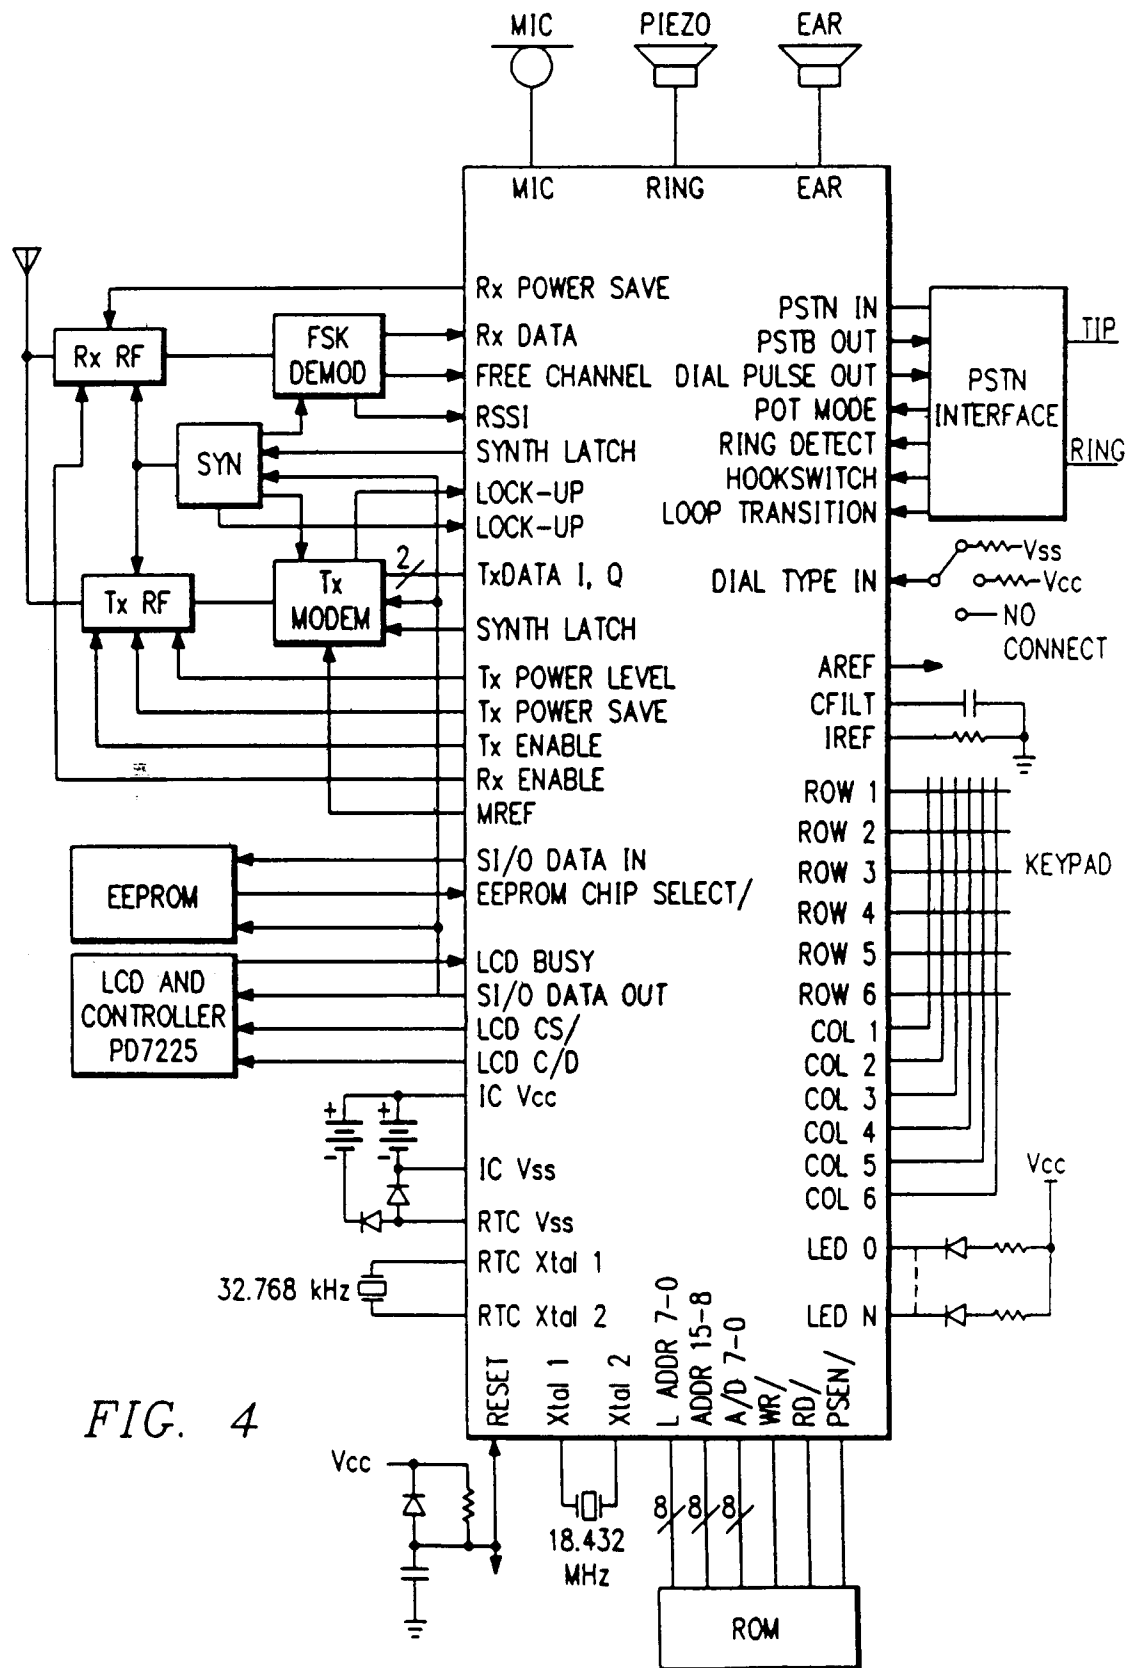 MIC
PIEZO
EAR
MIC
RING
EAR
Rx POWER SAVE
Rx DATA
FREE CHANNEL
RSSI
SYNTH LATCH
LOCK-UP
LOCK-UP
TxDATA I, Q
SYNTH LATCH
Tx POWER LEVEL
Tx POWER SAVE
Tx ENABLE
Rx ENABLE
MREF
SI/O DATA IN
EEPROM CHIP SELECT/
LCD BUSY
SI/O DATA OUT
LCD CS/
LCD C/D
IC Vcc
IC Vss
RTC Vss
RTC Xtal 1
RTC Xtal 2
Rx RF
FSK
DEMOD
SYN
Tx RF
Tx
MODEM
2
EEPROM
LCD AND
CONTROLLER
PD7225
+
+
-
-
32.768 kHz
PSTN IN
PSTB OUT
DIAL PULSE OUT
POT MODE
RING DETECT
HOOKSWITCH
LOOP TRANSITION
DIAL TYPE IN
AREF
CFILT
IREF
ROW 1
ROW 2
ROW 3
ROW 4
ROW 5
ROW 6
COL 1
COL 2
COL 3
COL 4
COL 5
COL 6
LED 0
LED N
PSTN
INTERFACE
TIP
RING
Vss
Vcc
NO
CONNECT
KEYPAD
Vcc
RESET
Xtal 1
Xtal 2
L ADDR 7-0
ADDR 15-8
A/D 7-0
WR/
RD/
PSEN/
FIG. 4
Vcc
18.432
MHz
8
8
8
ROM